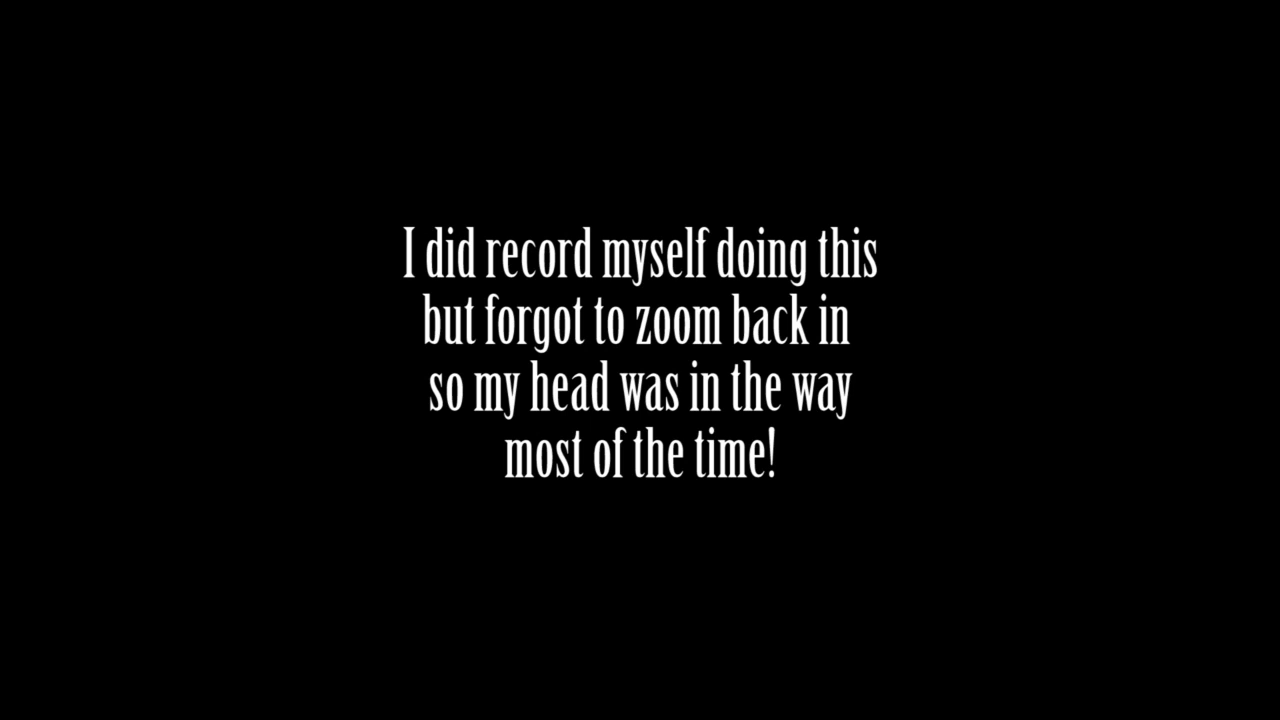 I did record myself doing this
but forgot to zoom back in
so my head was in the way
most of the time!